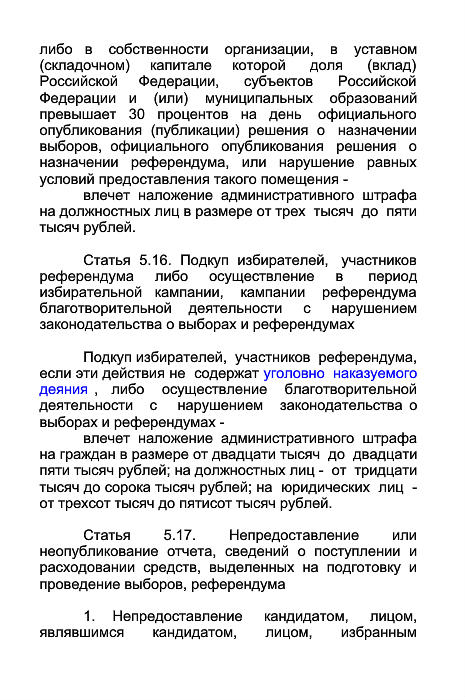 либо в собственности организации, в уставном
(складочном) капитале которой доля (вклад)
Российской Федерации, субъектов Российской
Федерации и (или) муниципальных образований
превышает 30 процентов на день официального
опубликования (публикации) решения о назначении
выборов, официального опубликования решения о
назначении референдума, или нарушение равных
условий предоставления такого помещения -
влечет наложение административного штрафа
на должностных лиц в размере от трех тысяч до пяти
тысяч рублей.
Статья 5.16. Подкуп избирателей, участников
референдума либо осуществление в период
избирательной кампании, кампании референдума
благотворительной деятельности с нарушением
законодательства о выборах и референдумах
Подкуп избирателей, участников референдума,
если эти действия не содержат уголовно наказуемого
деяния , либо осуществление благотворительной
деятельности с нарушением законодательства о
выборах и референдумах -
влечет наложение административного штрафа
на граждан в размере от двадцати тысяч до двадцати
пяти тысяч рублей; на должностных лиц - от тридцати
тысяч до сорока тысяч рублей; на юридических лиц -
от трехсот тысяч до пятисот тысяч рублей.
Статья 5.17. Непредоставление или
неопубликование отчета, сведений о поступлении и
расходовании средств, выделенных на подготовку и
проведение выборов, референдума
1. Непредоставление кандидатом, лицом,
являвшимся кандидатом, лицом, избранным